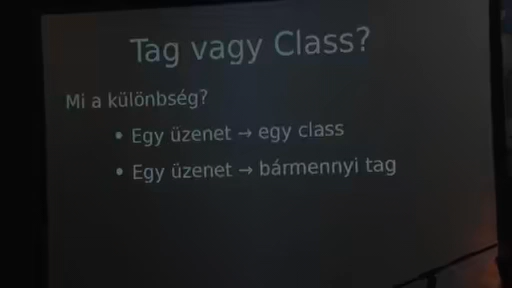 Tag vagy Class?
Mi a különbség?
• Egy üzenet → egy class
• Egy üzenet → bármennyi tag